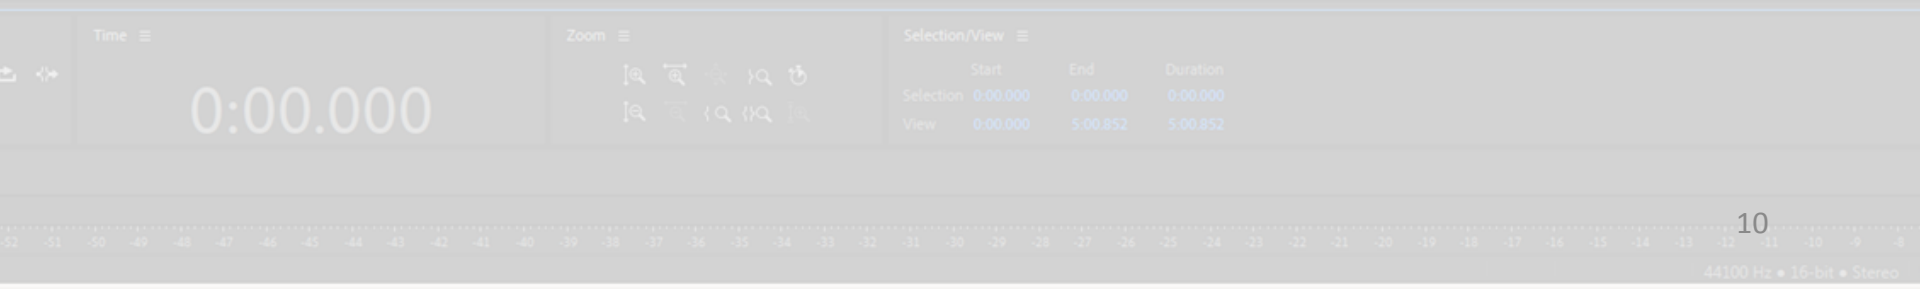 Time Zoom Selection/View
Start End Duration
Selection 0:00.000 0:00.000 0:00.000
0:00.000
View 0:00.000 5:00.852 5:00.852
10
-52 -51 -50 -49 -48 -47 -46 -45 -44 -43 -42 -41 -40 -39 -38 -37 -36 -35 -34 -33 -32 -31 -30 -29 -28 -27 -26 -25 -24 -23 -22 -21 -20 -19 -18 -17 -16 -15 -14 -13 -12 -11 -10 -9 -8
44100 Hz ● 16-bit ● Stereo